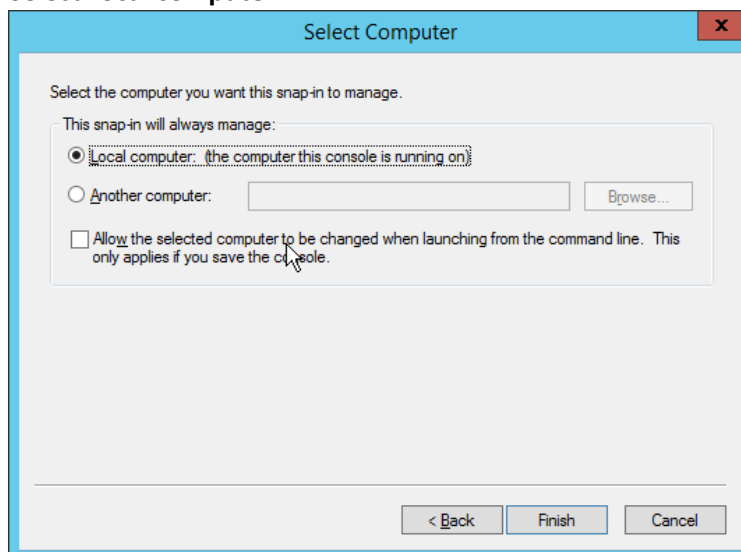 Select Computer
x
Select the computer you want this snap-in to manage.
This snap-in will always manage:
Local computer: (the computer this console is running on)
Another computer:
Browse...
Allow the selected computer to be changed when launching from the command line. This
only applies if you save the console.
< Back
Finish
Cancel